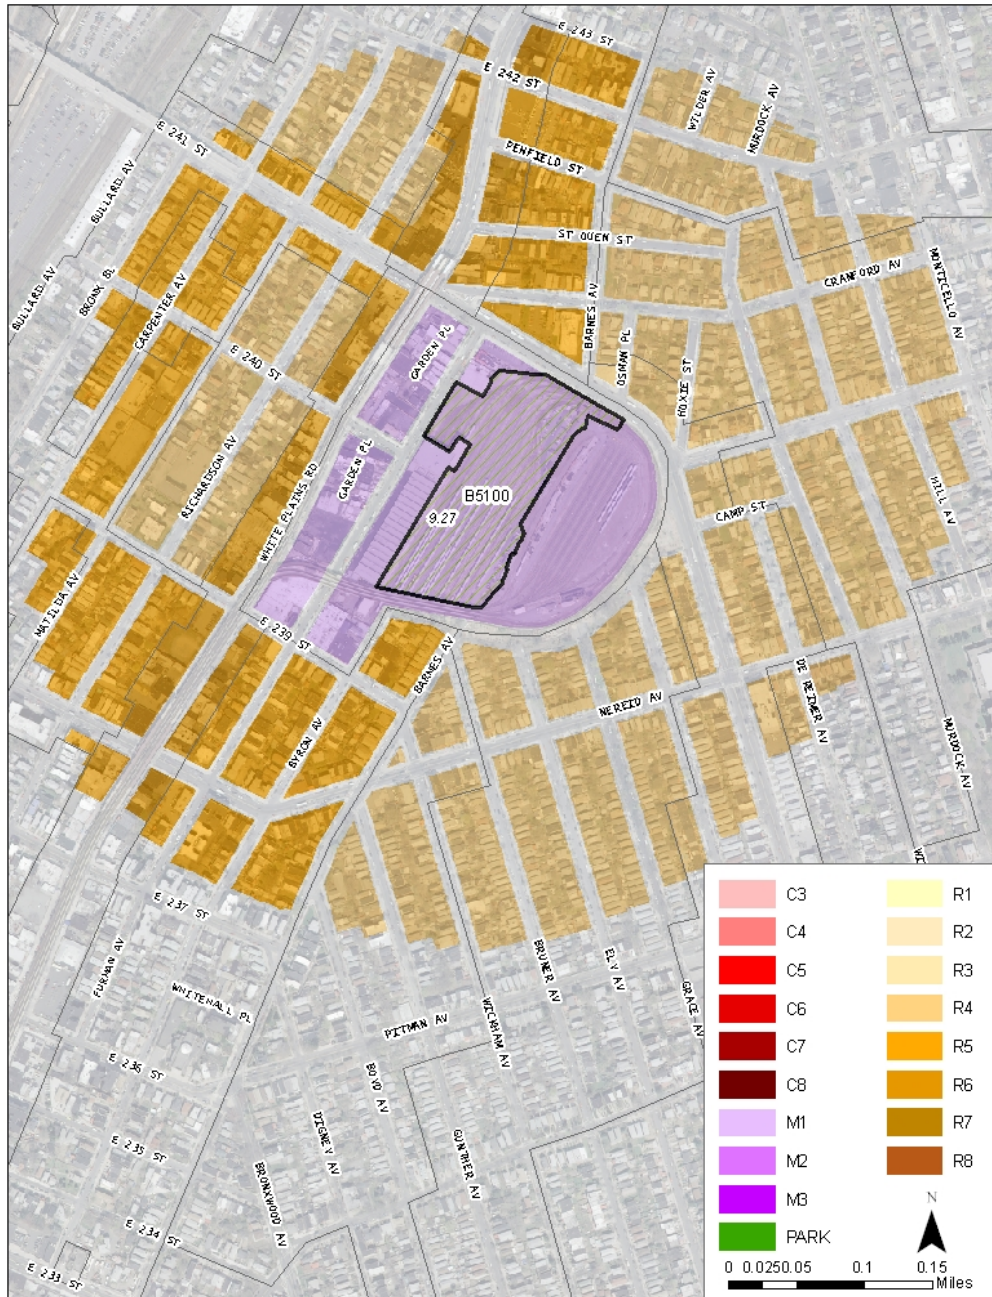 E 243 ST
E 242 ST
WILDER AV
MURDOCK AV
E 241 ST
PENFIELD ST
BULLARD AV
ST OUEN ST
BRONX BL
CRANFORD AV
MONTICELLO AV
BULLARD AV
CARPENTER AV
BARNES AV
GARDEN PL
OSMAN PL
E 240 ST
HOXIE ST
RICHARDSON AV
GARDEN PL
WHITE PLAINS RD
B5100
9.27
HILL AV
CAMP ST
MATILDA AV
E 239 ST
BARNES AV
DE REIMER AV
NEREID AV
BYRON AV
MURDOCK AV
E 237 ST
FURMAN AV
WHITEHALL PL
BRUNER AV
ELY AV
GRACE AV
PITMAN AV
WICKHAM AV
E 236 ST
BOYD AV
DIGNEY AV
GUNTHER AV
E 235 ST
BRONXWOOD AV
E 234 ST
E 233 ST
C3 R1
C4 R2
C5 R3
C6 R4
C7 R5
C8 R6
M1 R7
M2 R8
M3
PARK
N
0 0.025 0.05 0.1 0.15
Miles